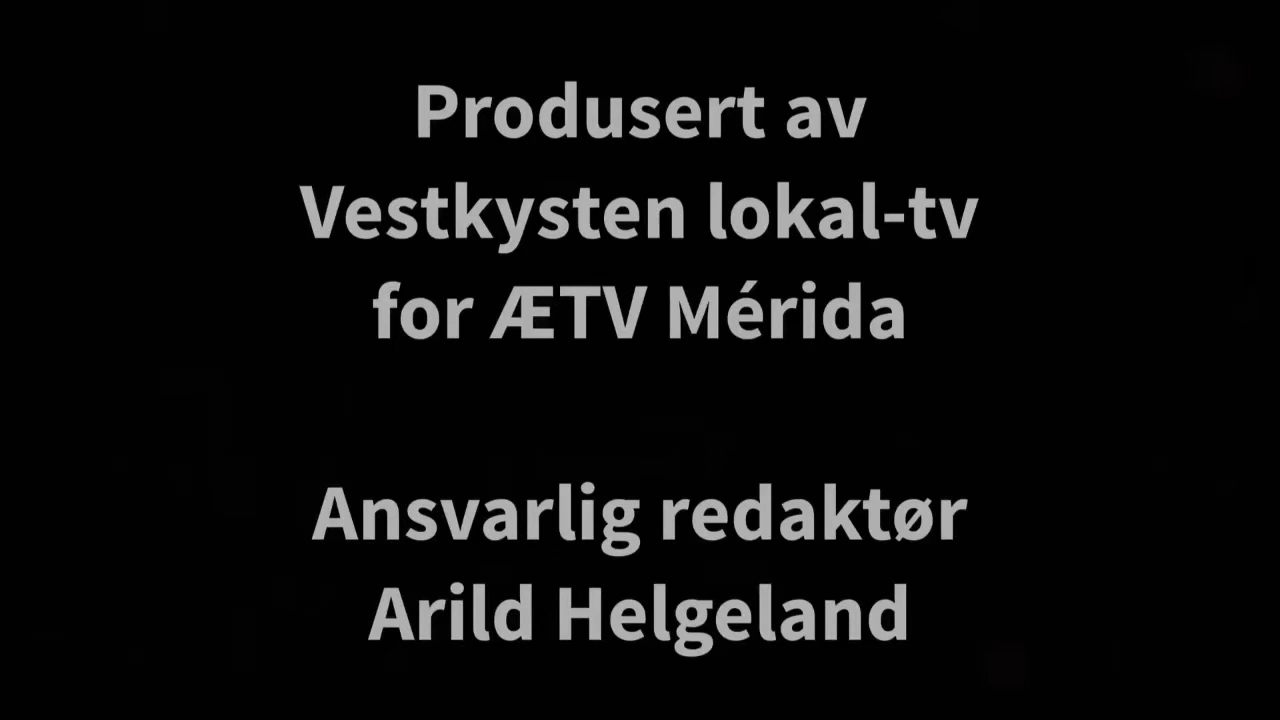 Produsert av
Vestkysten lokal-tv
for ÆTV Mérida
Ansvarlig redaktør
Arild Helgeland